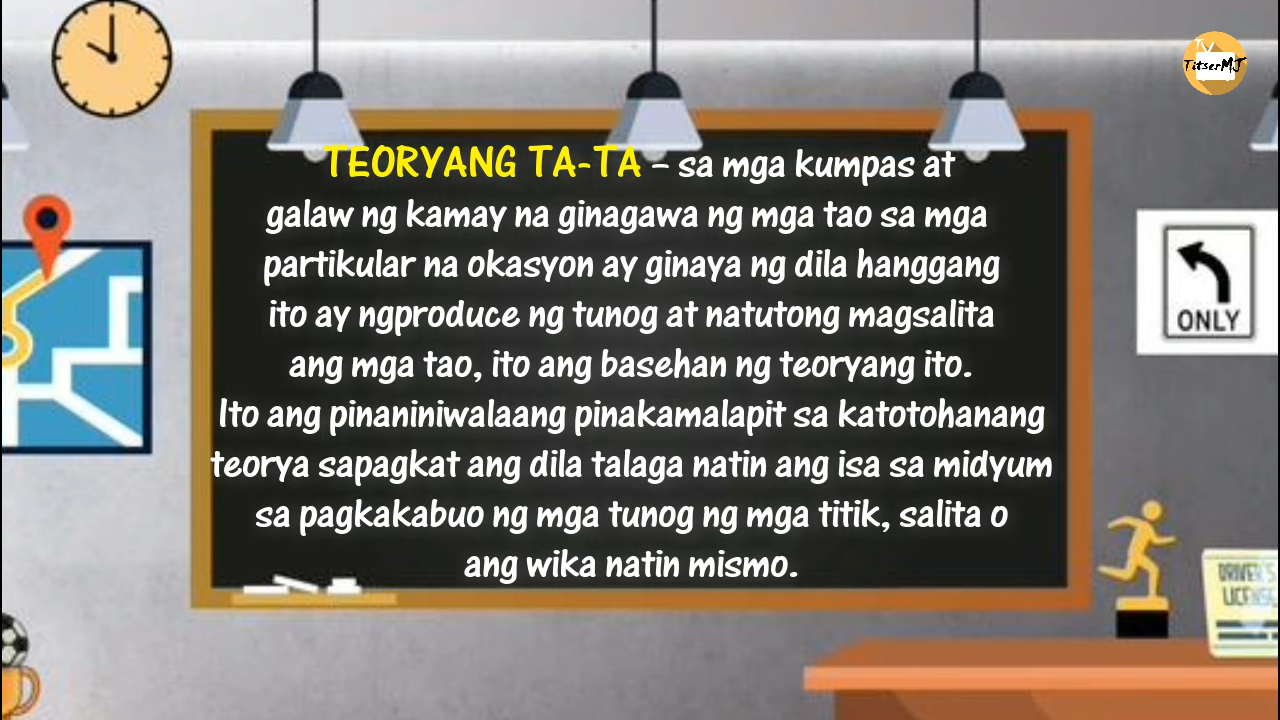 TV
TitserMJ
TEORYANG TA-TA – sa mga kumpas at
galaw ng kamay na ginagawa ng mga tao sa mga
partikular na okasyon ay ginaya ng dila hanggang
ito ay ngproduce ng tunog at natutong magsalita
ang mga tao, ito ang basehan ng teoryang ito.
Ito ang pinaniniwalaang pinakamalapit sa katotohanang
teorya sapagkat ang dila talaga natin ang isa sa midyum
sa pagkakabuo ng mga tunog ng mga titik, salita o
ang wika natin mismo.
ONLY
DRIVER'S
LICENSE